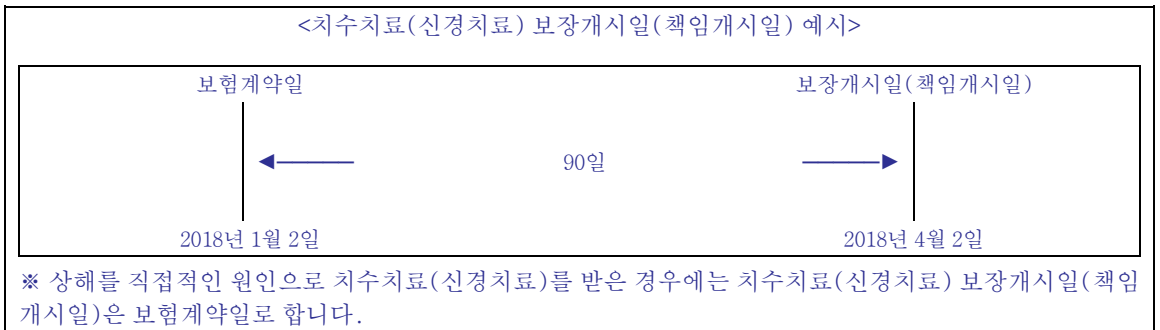 <치수치료(신경치료) 보장개시일(책임개시일) 예시>
보험계약일 보장개시일(책임개시일)
90일
2018년 1월 2일 2018년 4월 2일
※ 상해를 직접적인 원인으로 치수치료(신경치료)를 받은 경우에는 치수치료(신경치료) 보장개시일(책임
개시일)은 보험계약일로 합니다.